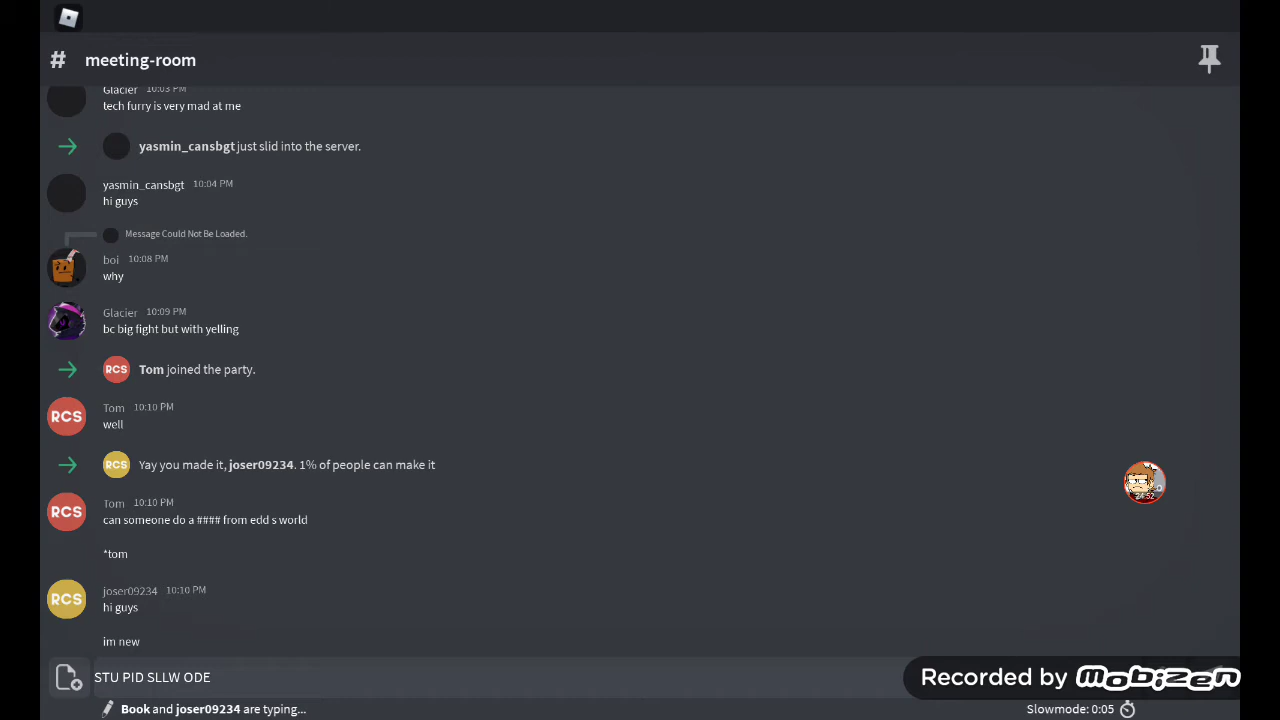 # meeting-room
Glacier 10:03 PM
tech furry is very mad at me
yasmin_cansbgt just slid into the server.
yasmin_cansbgt 10:04 PM
hi guys
Message Could Not Be Loaded.
boi 10:08 PM
why
Glacier 10:09 PM
bc big fight but with yelling
RCS Tom joined the party.
RCS Tom 10:10 PM
well
RCS Yay you made it, joser09234. 1% of people can make it
RCS Tom 10:10 PM
can someone do a #### from edd s world
*tom
24:52
RCS joser09234 10:10 PM
hi guys
im new
STU PID SLLW ODE
Recorded by MOBIZEN
Book and joser09234 are typing...
Slowmode: 0:05